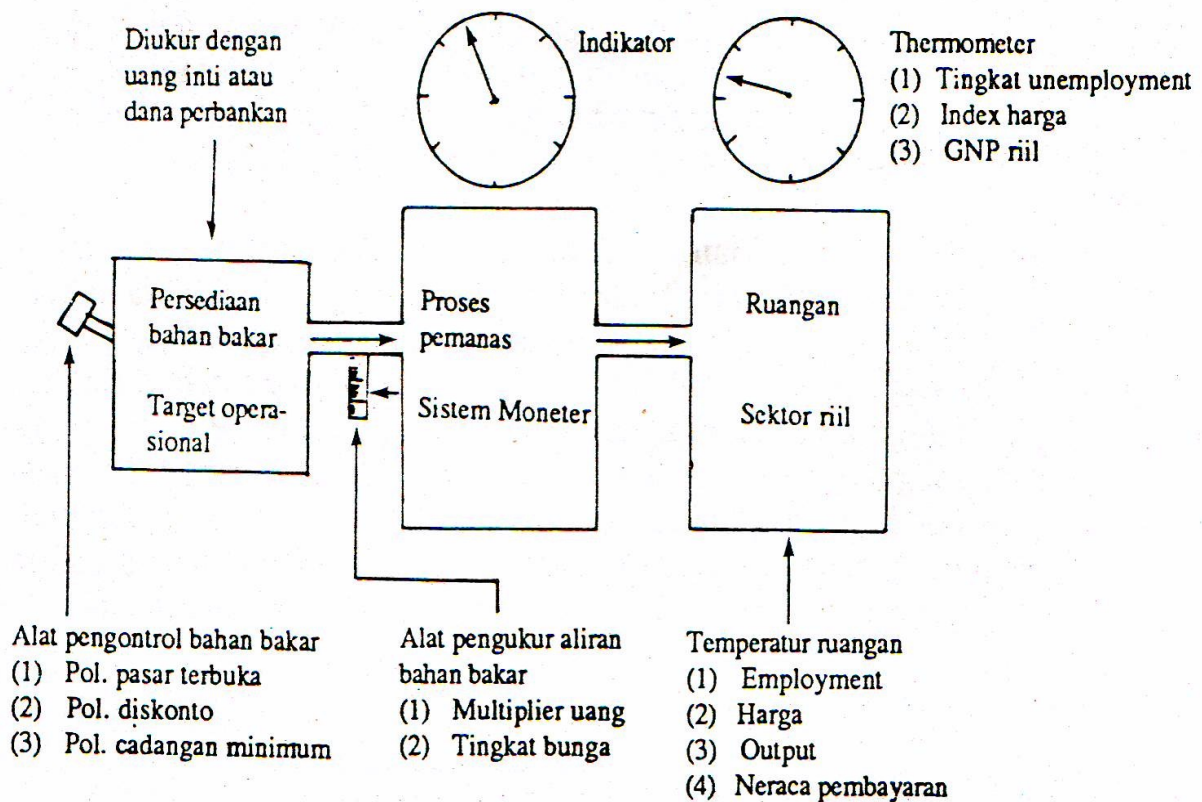 Diukur dengan
uang inti atau
dana perbankan
Indikator
Thermometer
(1) Tingkat unemployment
(2) Index harga
(3) GNP riil
Persediaan
bahan bakar
Target opera-
sional
Proses
pemanas
Sistem Moneter
Ruangan
Sektor riil
Alat pengontrol bahan bakar
(1) Pol. pasar terbuka
(2) Pol. diskonto
(3) Pol. cadangan minimum
Alat pengukur aliran
bahan bakar
(1) Multiplier uang
(2) Tingkat bunga
Temperatur ruangan
(1) Employment
(2) Harga
(3) Output
(4) Neraca pembayaran